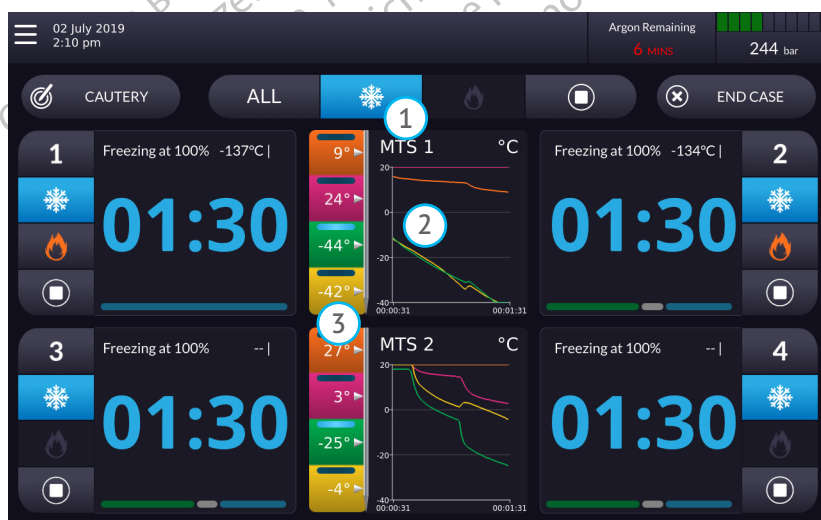 02 July 2019
2:10 pm
Argon Remaining
6 MINS
244 bar
CAUTERY
ALL
END CASE
1
1
Freezing at 100% -137°C |
01:30
9°
24°
-44°
-42°
MTS 1 °C
20
0
-20
-40
00:00:31 00:01:31
2
Freezing at 100% -134°C |
01:30
2
3
3
Freezing at 100% -- |
01:30
27°
3°
-25°
-4°
MTS 2 °C
20
0
-20
-40
00:00:31 00:01:31
Freezing at 100% -- |
01:30
4